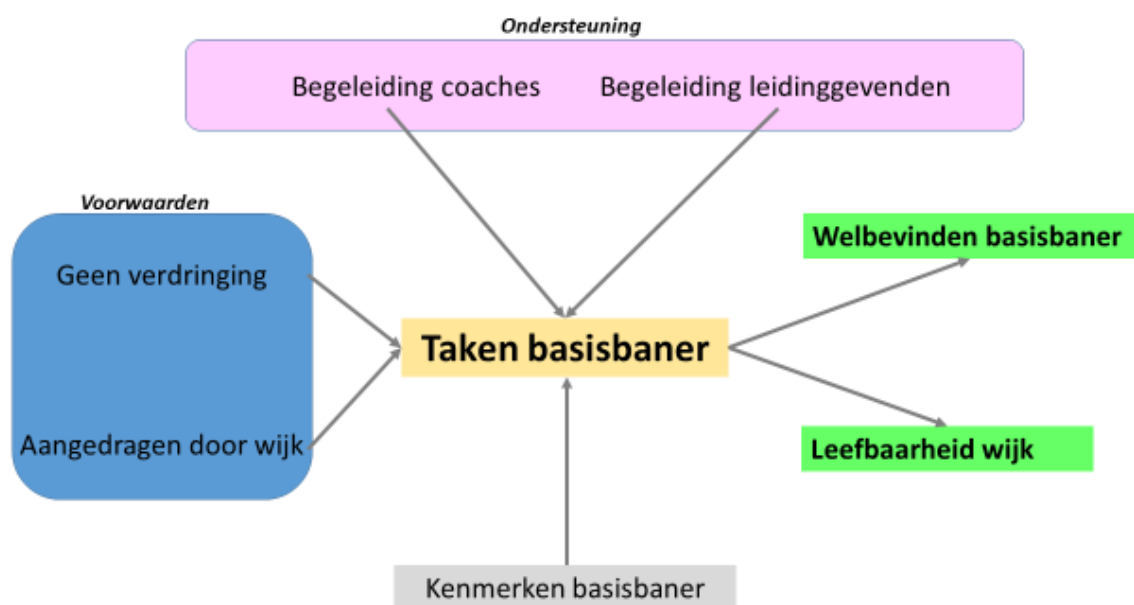 Ondersteuning
Begeleiding coaches
Begeleiding leidinggevenden
Voorwaarden
Geen verdringing
Aangedragen door wijk
Taken basisbaner
Welbevinden basisbaner
Leefbaarheid wijk
Kenmerken basisbaner